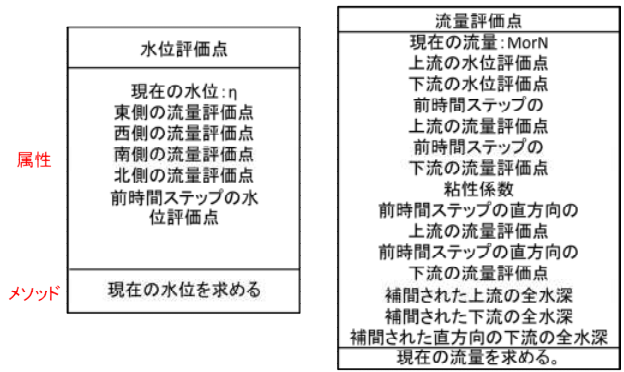 水位評価点
現在の水位:η
東側の流量評価点
西側の流量評価点
南側の流量評価点
北側の流量評価点
前時間ステップの水
位評価点
現在の水位を求める
属性
メソッド
流量評価点
現在の流量:MorN
上流の水位評価点
下流の水位評価点
前時間ステップの
上流の流量評価点
前時間ステップの
下流の流量評価点
粘性係数
前時間ステップの直方向の
上流の流量評価点
前時間ステップの直方向の
下流の流量評価点
補間された上流の全水深
補間された下流の全水深
補間された直方向の下流の全水深
現在の流量を求める。